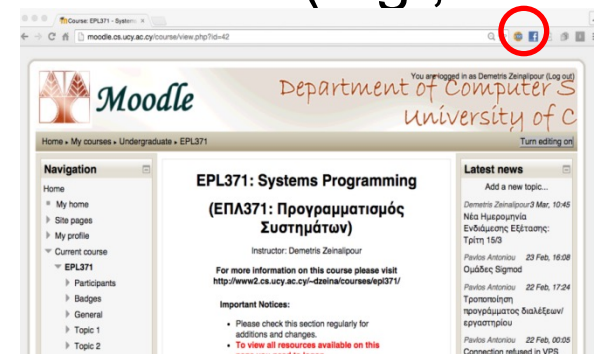 Course: EPL371 - Systems
moodle.cs.ucy.ac.cy/course/view.php?id=42
You are logged in as Demetris Zeinalipour (Log out)
Moodle
Department of Computer S
University of C
Home ▸ My courses ▸ Undergraduate ▸ EPL371
Turn editing on
Navigation
Home
My home
Site pages
My profile
Current course
EPL371
Participants
Badges
General
Topic 1
Topic 2
EPL371: Systems Programming
(ΕΠΛ371: Προγραμματισμός
Συστημάτων)
Instructor: Demetris Zeinalipour
For more information on this course please visit
http://www2.cs.ucy.ac.cy/~dzeina/courses/epl371/
Important Notices:
Please check this section regularly for
additions and changes.
To view all resources available on this
Latest news
Add a new topic...
Demetris Zeinalipour 3 Mar, 10:45
Νέα Ημερομηνία
Ενδιάμεσης Εξέτασης:
Τρίτη 15/3
Pavlos Antoniou 23 Feb, 16:08
Ομάδες Sigmod
Pavlos Antoniou 22 Feb, 17:24
Τροποποίηση
προγράμματος διαλέξεων/
εργαστηρίου
Pavlos Antoniou 22 Feb, 00:05
Connection refused in VPS